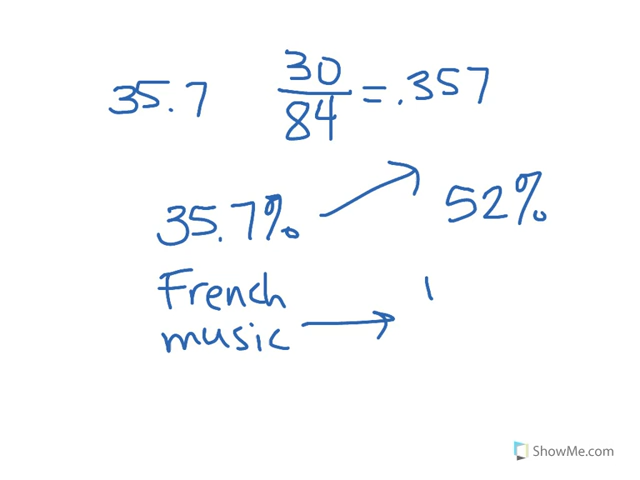 35.7 30/84 = .357
35.7% → 52%
French
music →
ShowMe.com